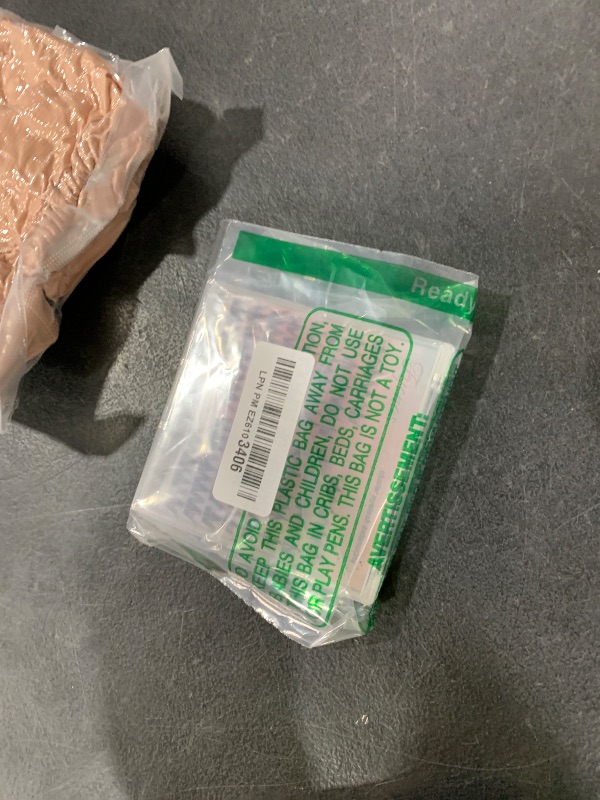 Ready
D AVOID TION,
EEP THIS PLASTIC BAG AWAY FROM
ABIES AND CHILDREN, DO NOT USE
HIS BAG IN CRIBS, BEDS, CARRIAGES
OR PLAY PENS. THIS BAG IS NOT A TOY.
LPN PM EZ610 3406
AVERTISSEMENT: